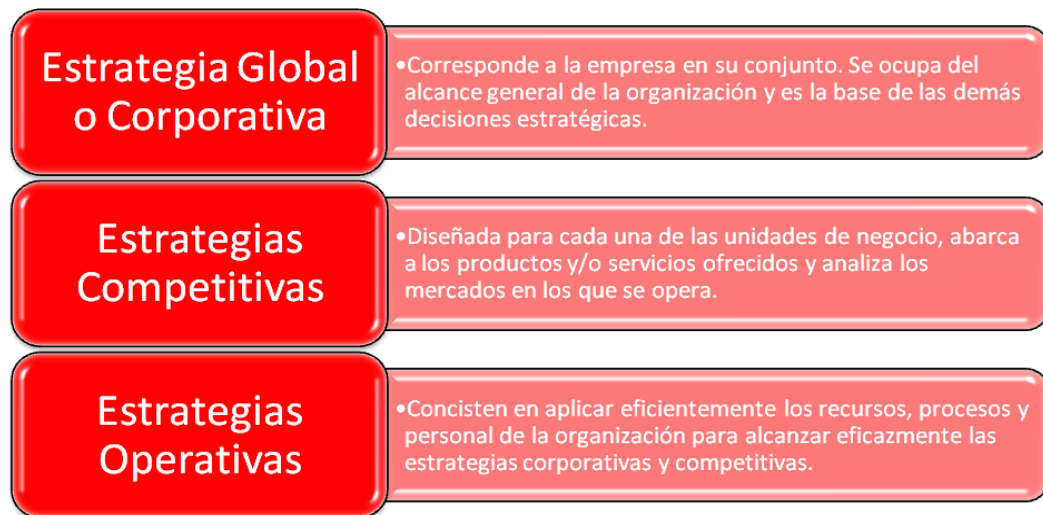 Estrategia Global
o Corporativa
•Corresponde a la empresa en su conjunto. Se ocupa del
alcance general de la organización y es la base de las demás
decisiones estratégicas.
Estrategias
Competitivas
•Diseñada para cada una de las unidades de negocio, abarca
a los productos y/o servicios ofrecidos y analiza los
mercados en los que se opera.
Estrategias
Operativas
•Concisten en aplicar eficientemente los recursos, procesos y
personal de la organización para alcanzar eficazmente las
estrategias corporativas y competitivas.